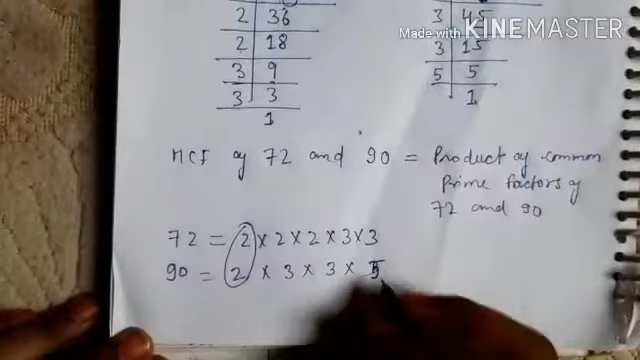 Made with KINEMASTER
2 36
2 18
3 9
3 3
1
3 45
3 15
5 5
1
HCF of 72 and 90 = Product of common
Prime factors of
72 and 90
72 = 2 × 2 × 2 × 3 × 3
90 = 2 × 3 × 3 × 5